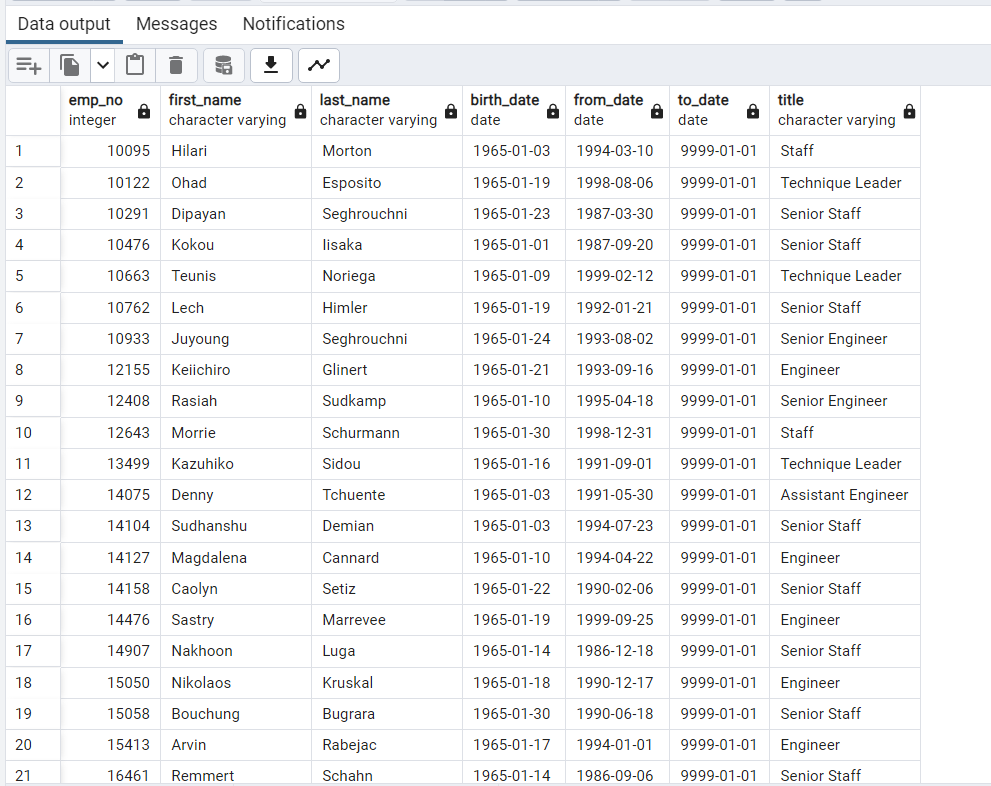 Data output Messages Notifications
emp_no first_name last_name birth_date from_date to_date title
integer character varying character varying date date date character varying
1 10095 Hilari Morton 1965-01-03 1994-03-10 9999-01-01 Staff
2 10122 Ohad Esposito 1965-01-19 1998-08-06 9999-01-01 Technique Leader
3 10291 Dipayan Seghrouchni 1965-01-23 1987-03-30 9999-01-01 Senior Staff
4 10476 Kokou Iisaka 1965-01-01 1987-09-20 9999-01-01 Senior Staff
5 10663 Teunis Noriega 1965-01-09 1999-02-12 9999-01-01 Technique Leader
6 10762 Lech Himler 1965-01-19 1992-01-21 9999-01-01 Senior Staff
7 10933 Juyoung Seghrouchni 1965-01-24 1993-08-02 9999-01-01 Senior Engineer
8 12155 Keiichiro Glinert 1965-01-21 1993-09-16 9999-01-01 Engineer
9 12408 Rasiah Sudkamp 1965-01-10 1995-04-18 9999-01-01 Senior Engineer
10 12643 Morrie Schurmann 1965-01-30 1998-12-31 9999-01-01 Staff
11 13499 Kazuhiko Sidou 1965-01-16 1991-09-01 9999-01-01 Technique Leader
12 14075 Denny Tchuente 1965-01-03 1991-05-30 9999-01-01 Assistant Engineer
13 14104 Sudhanshu Demian 1965-01-03 1994-07-23 9999-01-01 Senior Staff
14 14127 Magdalena Cannard 1965-01-10 1994-04-22 9999-01-01 Engineer
15 14158 Caolyn Setiz 1965-01-22 1990-02-06 9999-01-01 Senior Staff
16 14476 Sastry Marrevee 1965-01-19 1999-09-25 9999-01-01 Engineer
17 14907 Nakhoon Luga 1965-01-14 1986-12-18 9999-01-01 Senior Staff
18 15050 Nikolaos Kruskal 1965-01-18 1990-12-17 9999-01-01 Engineer
19 15058 Bouchung Bugrara 1965-01-30 1990-06-18 9999-01-01 Senior Staff
20 15413 Arvin Rabejac 1965-01-17 1994-01-01 9999-01-01 Engineer
21 16461 Remmert Schahn 1965-01-14 1986-09-06 9999-01-01 Senior Staff